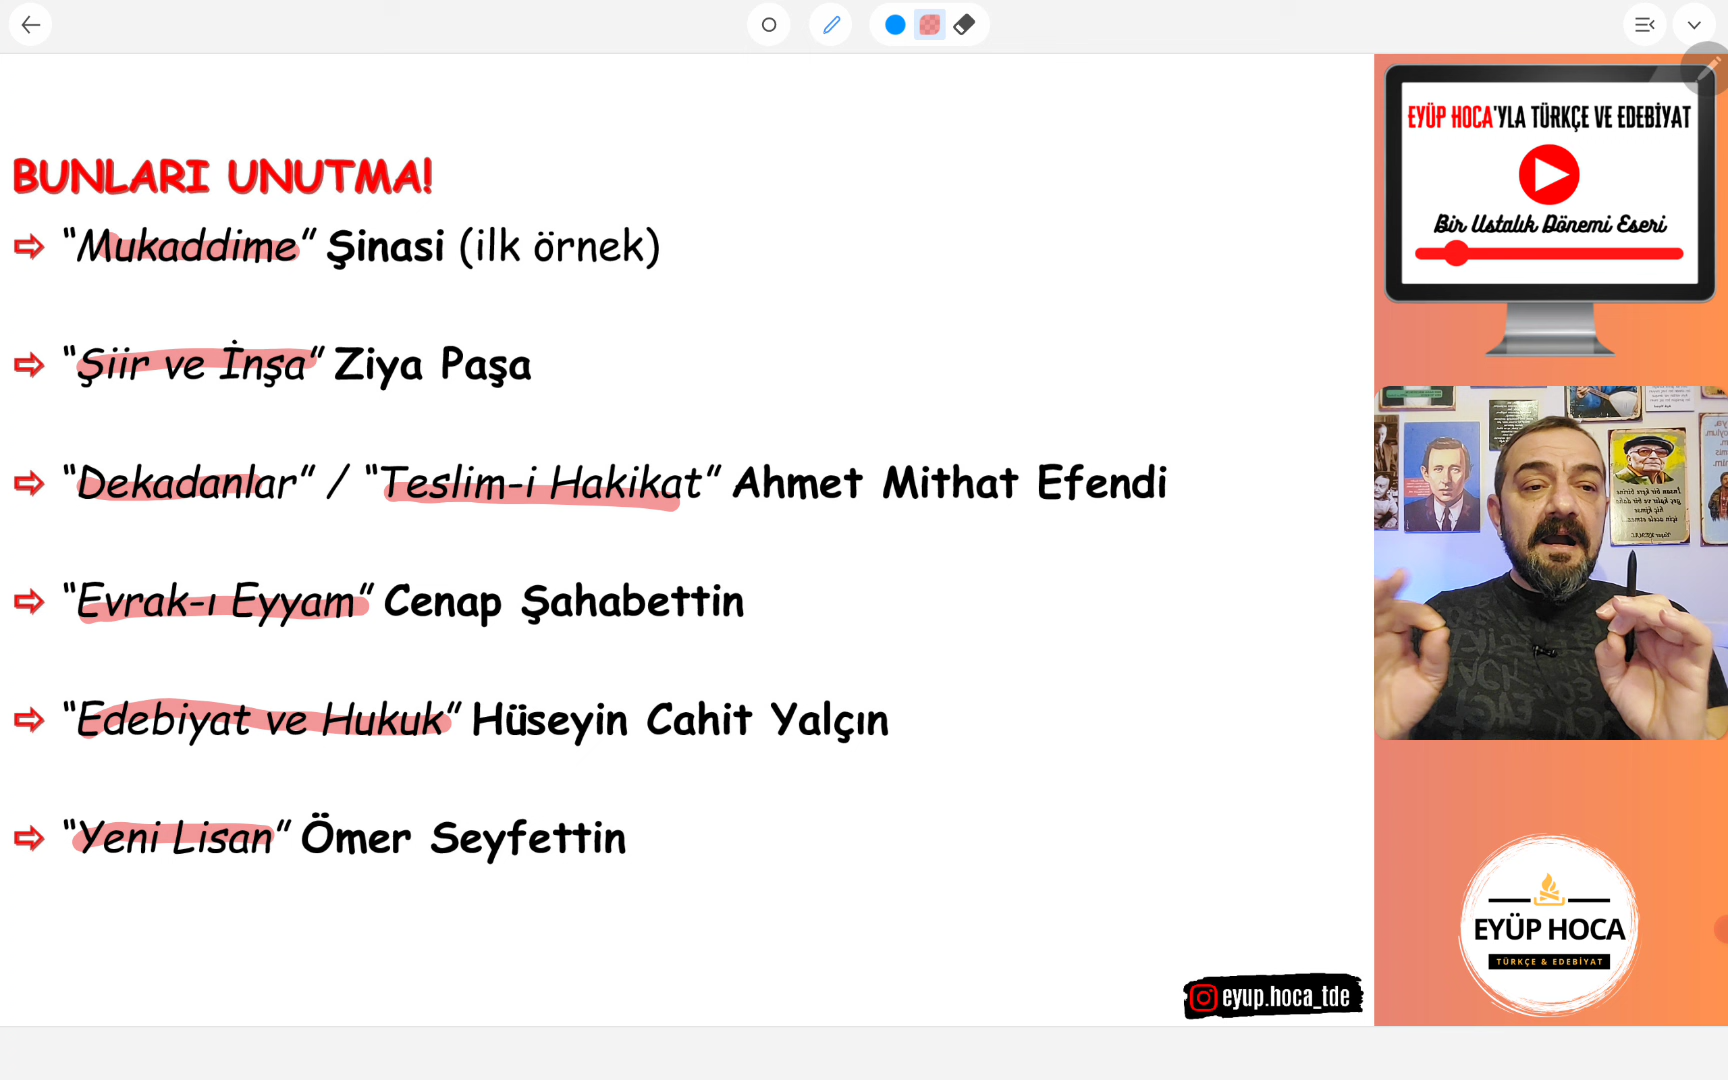 BUNLARI UNUTMA!
⇨ “Mukaddime” Şinasi (ilk örnek)
⇨ “Şiir ve İnşa” Ziya Paşa
⇨ “Dekadanlar” / “Teslim-i Hakikat” Ahmet Mithat Efendi
⇨ “Evrak-ı Eyyam” Cenap Şahabettin
⇨ “Edebiyat ve Hukuk” Hüseyin Cahit Yalçın
⇨ “Yeni Lisan” Ömer Seyfettin
eyup.hoca_tde
EYÜP HOCA'YLA TÜRKÇE VE EDEBİYAT
Bir Ustalık Dönemi Eseri
EYÜP HOCA
TÜRKÇE & EDEBİYAT